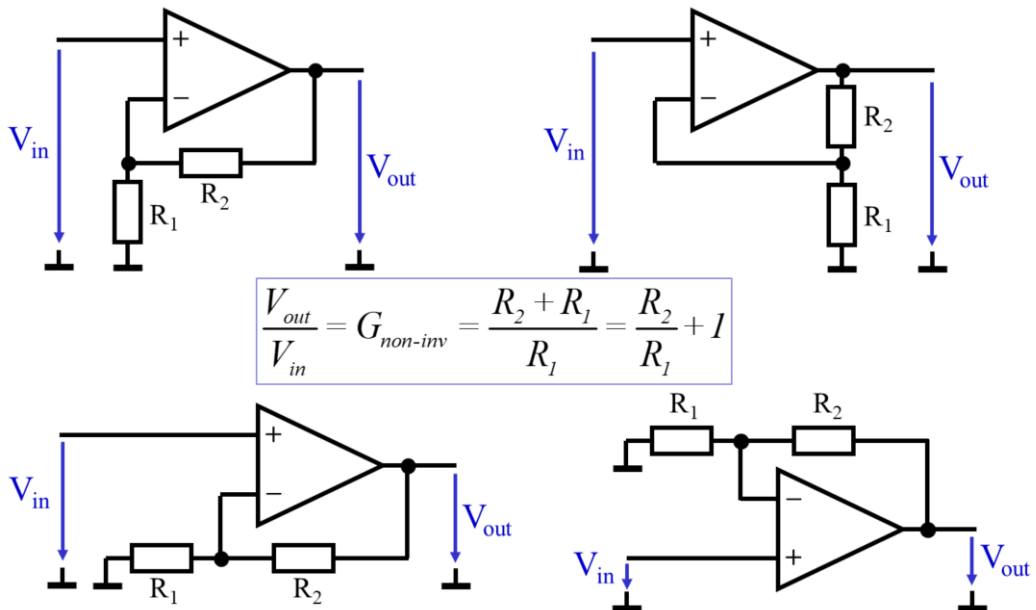 +
−
V_in
R_2
R_1
V_out
+
−
V_in
R_2
R_1
V_out
V_out / V_in = G_non-inv = (R_2 + R_1) / R_1 = R_2 / R_1 + 1
+
−
V_in
V_out
R_1
R_2
R_1
R_2
−
+
V_in
V_out